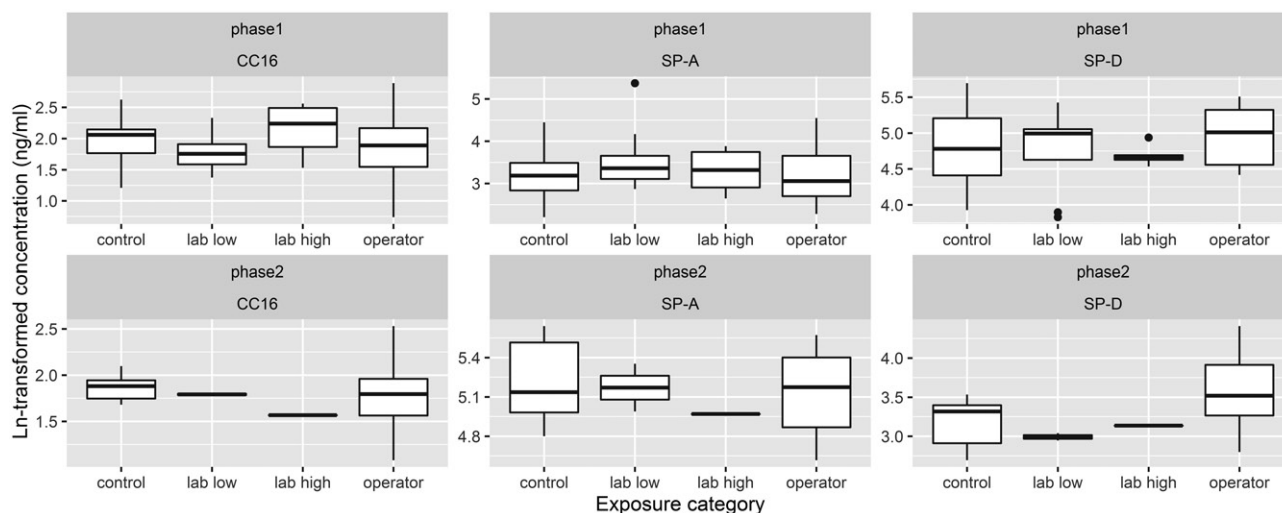 Ln-transformed concentration (ng/ml)
phase1
CC16
2.5
2.0
1.5
1.0
control lab low lab high operator
phase1
SP-A
5
4
3
control lab low lab high operator
phase1
SP-D
5.5
5.0
4.5
4.0
control lab low lab high operator
phase2
CC16
2.5
2.0
1.5
control lab low lab high operator
phase2
SP-A
5.4
5.1
4.8
control lab low lab high operator
phase2
SP-D
4.0
3.5
3.0
control lab low lab high operator
Exposure category